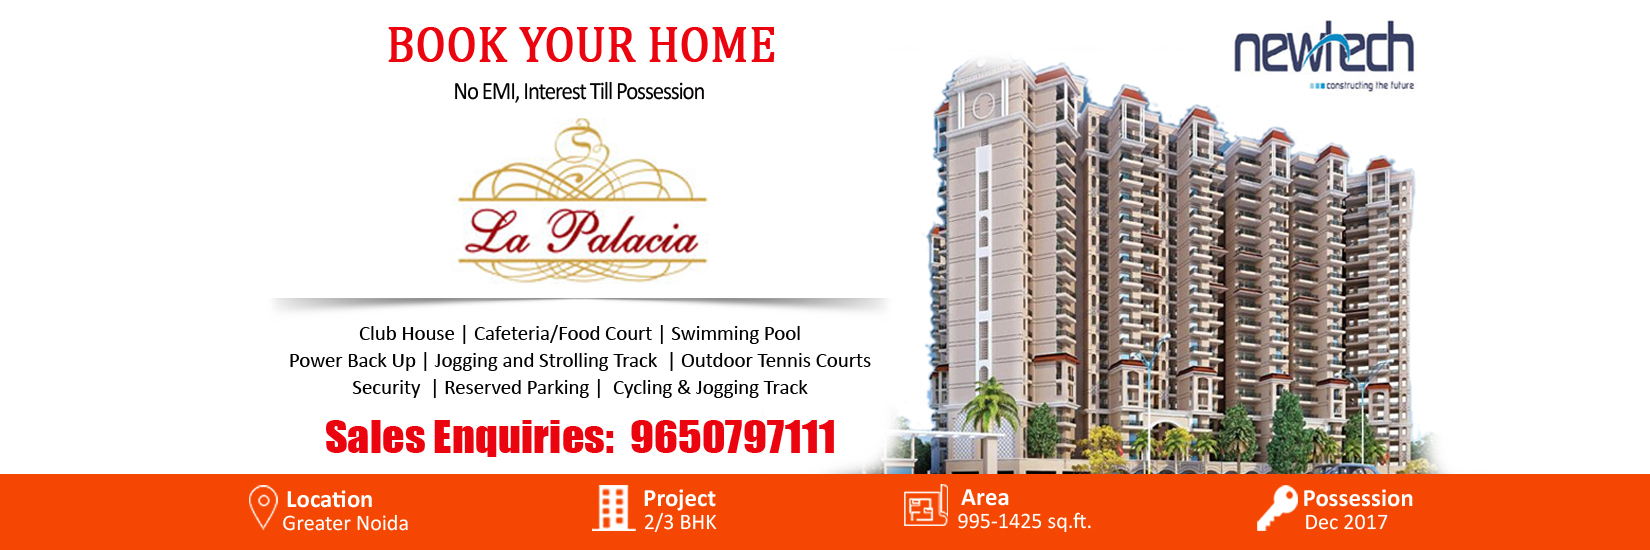 BOOK YOUR HOME
No EMI, Interest Till Possession
La Palacia
Club House | Cafeteria/Food Court | Swimming Pool
Power Back Up | Jogging and Strolling Track | Outdoor Tennis Courts
Security | Reserved Parking | Cycling & Jogging Track
Sales Enquiries: 9650797111
newtech
constructing the future
Location
Greater Noida
Project
2/3 BHK
Area
995-1425 sq.ft.
Possession
Dec 2017